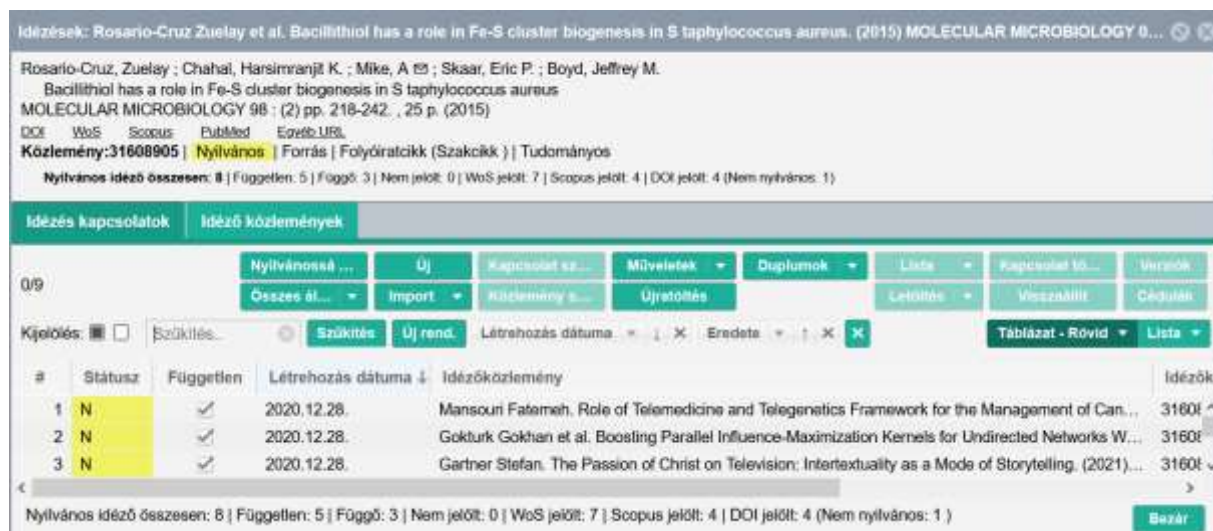 Idézések: Rosario-Cruz Zuelay et al. Bacillithiol has a role in Fe-S cluster biogenesis in S taphylococcus aureus. (2015) MOLECULAR MICROBIOLOGY 0...
Rosario-Cruz, Zuelay ; Chahal, Harsimranjit K. ; Mike, A ; Skaar, Eric P. ; Boyd, Jeffrey M.
Bacillithiol has a role in Fe-S cluster biogenesis in S taphylococcus aureus
MOLECULAR MICROBIOLOGY 98 : (2) pp. 218-242. , 25 p. (2015)
DOI WoS Scopus PubMed Egyéb URL
Közlemény:31608905 | Nyilvános | Forrás | Folyóiratcikk (Szakcikk ) | Tudományos
Nyilvános idéző összesen: 8 | Független: 5 | Függő: 3 | Nem jelölt: 0 | WoS jelölt: 7 | Scopus jelölt: 4 | DOI jelölt: 4 (Nem nyilvános: 1)
Idézés kapcsolatok Idéző közlemények
0/9 Nyilvánossá ... Új Kapcsolat sz... Műveletek Duplumok Lista Kapcsolat tö... Verziók
Összes ál... Import Közlemény s... Újratöltés Letöltés Visszaállít Cédulák
Kijelölés: Szűkítés... Szűkítés Új rend. Létrehozás dátuma ↓ X Eredete ↑ X X Táblázat - Rövid Lista
# Státusz Független Létrehozás dátuma ↓ Idézőközlemény Idézők
1 N 2020.12.28. Mansouri Fatemeh. Role of Telemedicine and Telegenetics Framework for the Management of Can... 3160
2 N 2020.12.28. Gokturk Gokhan et al. Boosting Parallel Influence-Maximization Kernels for Undirected Networks W... 3160
3 N 2020.12.28. Gartner Stefan. The Passion of Christ on Television: Intertextuality as a Mode of Storytelling. (2021)... 3160
Nyilvános idéző összesen: 8 | Független: 5 | Függő: 3 | Nem jelölt: 0 | WoS jelölt: 7 | Scopus jelölt: 4 | DOI jelölt: 4 (Nem nyilvános: 1 ) Bezár